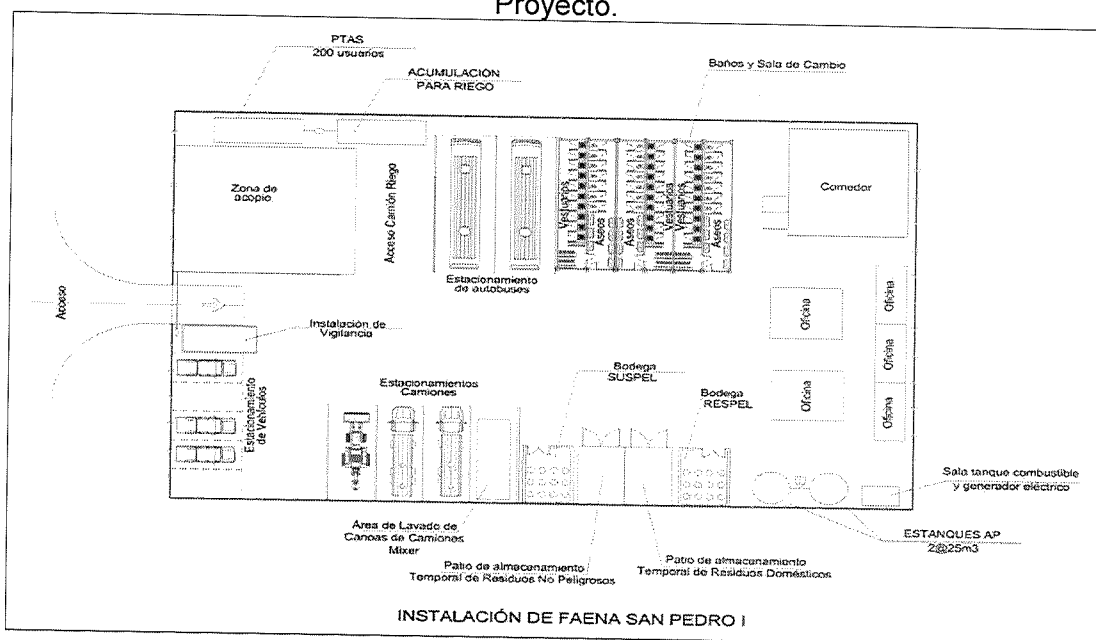 Proyecto.
PTAS
200 usuarios
ACUMULACIÓN
PARA RIEGO
Baños y Sala de Cambio
Zona de
acopio.
Acceso Camión Riego
Vestuarios
Aseos
Aseos
Vestuarios
Vestuarios
Aseos
Comedor
Estacionamiento
de autobuses
Acceso
Instalación de
Vigilancia
Oficina
Oficina
Oficina
Oficina
Oficina
Estacionamiento
de Vehículos
Estacionamientos
Camiones
Bodega
SUSPEL
Bodega
RESPEL
Sala tanque combustible
y generador eléctrico
Área de Lavado de
Canoas de Camiones
Mixer
ESTANQUES AP
2@25m3
Patio de almacenamiento
Temporal de Residuos No Peligrosos
Patio de almacenamiento
Temporal de Residuos Domésticos
INSTALACIÓN DE FAENA SAN PEDRO I